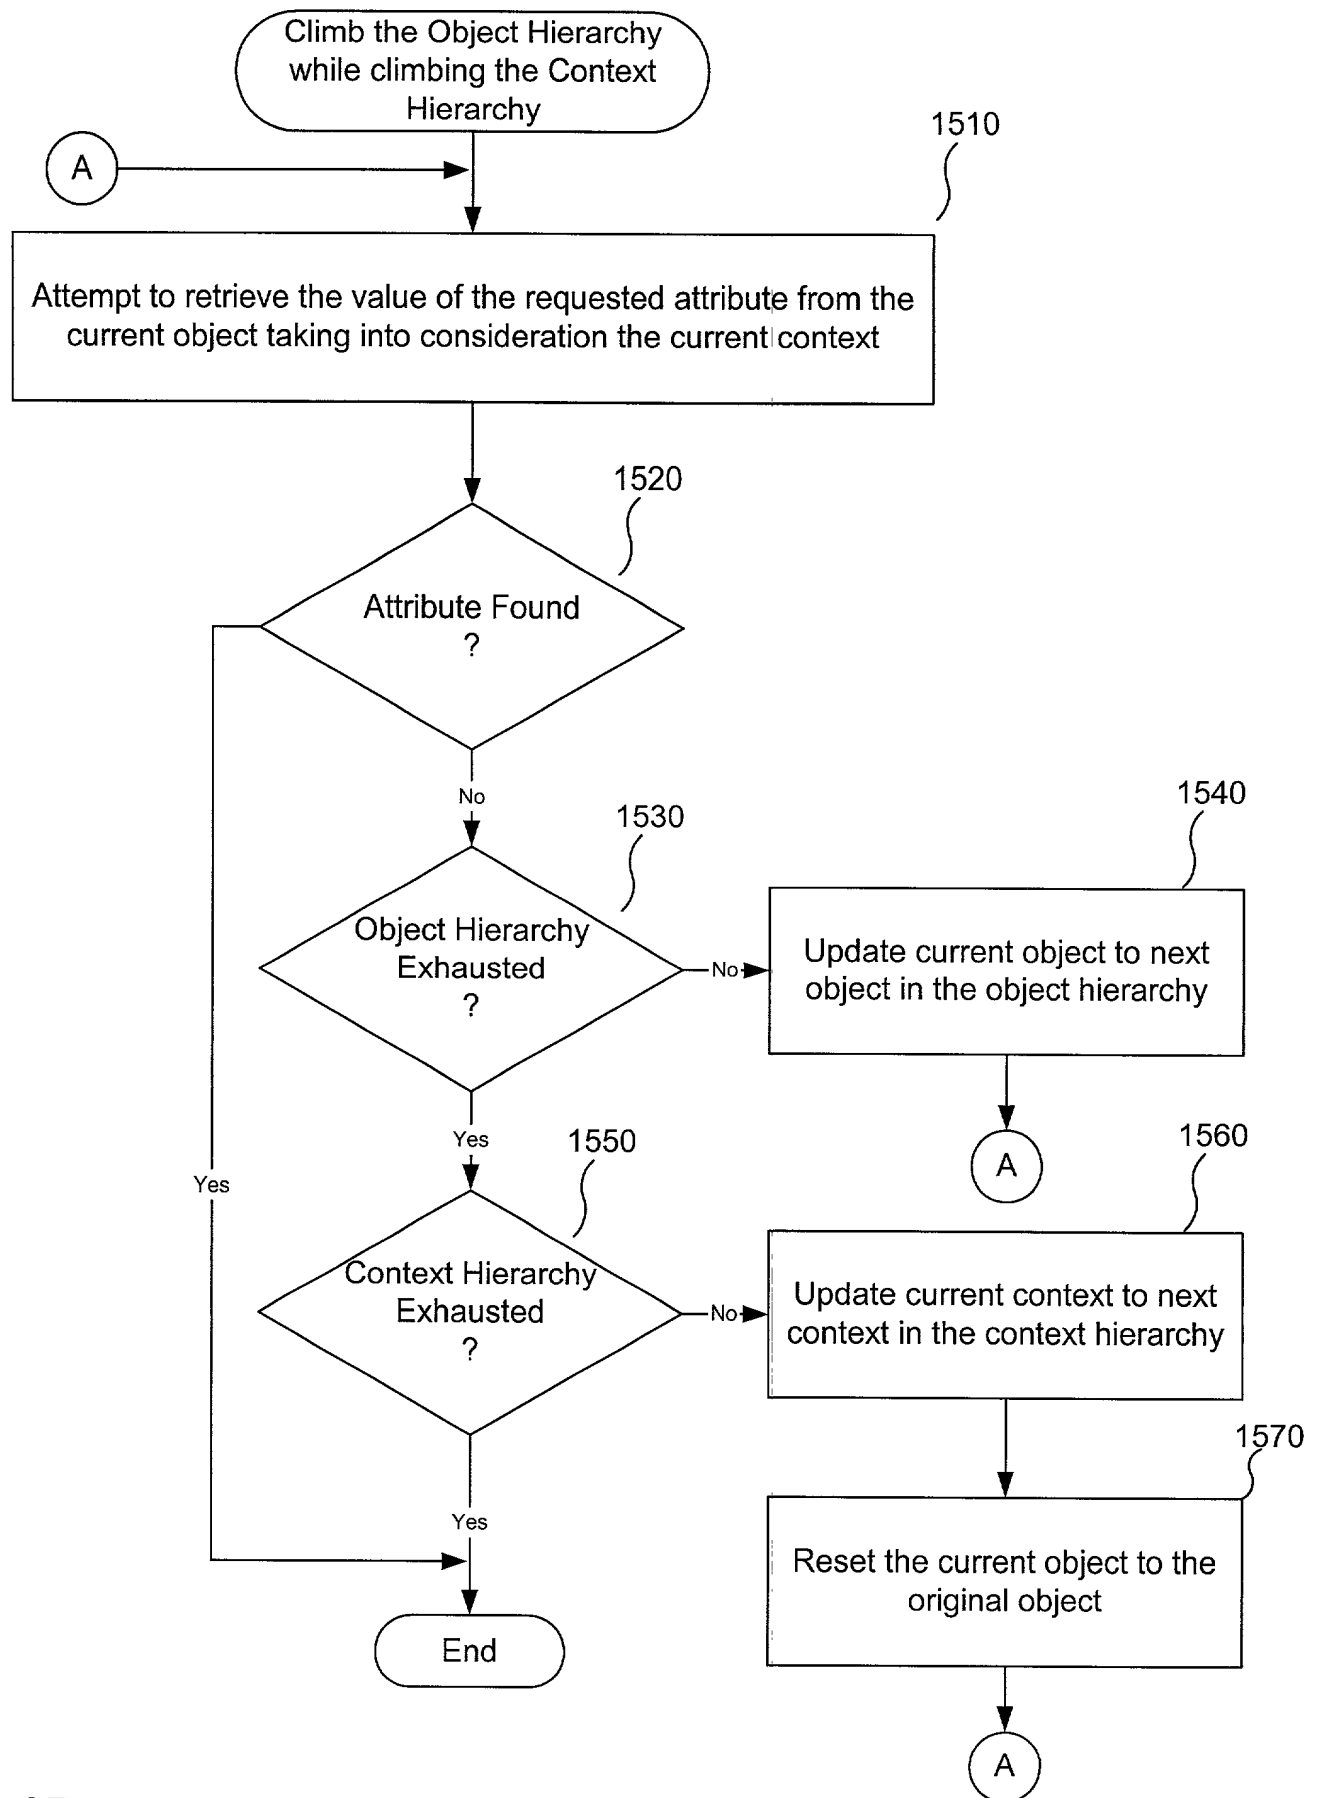 Climb the Object Hierarchy
while climbing the Context
Hierarchy
A
1510
Attempt to retrieve the value of the requested attribute from the
current object taking into consideration the current context
1520
Attribute Found
?
No
1530
Object Hierarchy
Exhausted
?
No
1540
Update current object to next
object in the object hierarchy
A
Yes
Yes
1550
Context Hierarchy
Exhausted
?
No
1560
Update current context to next
context in the context hierarchy
1570
Reset the current object to the
original object
A
Yes
End